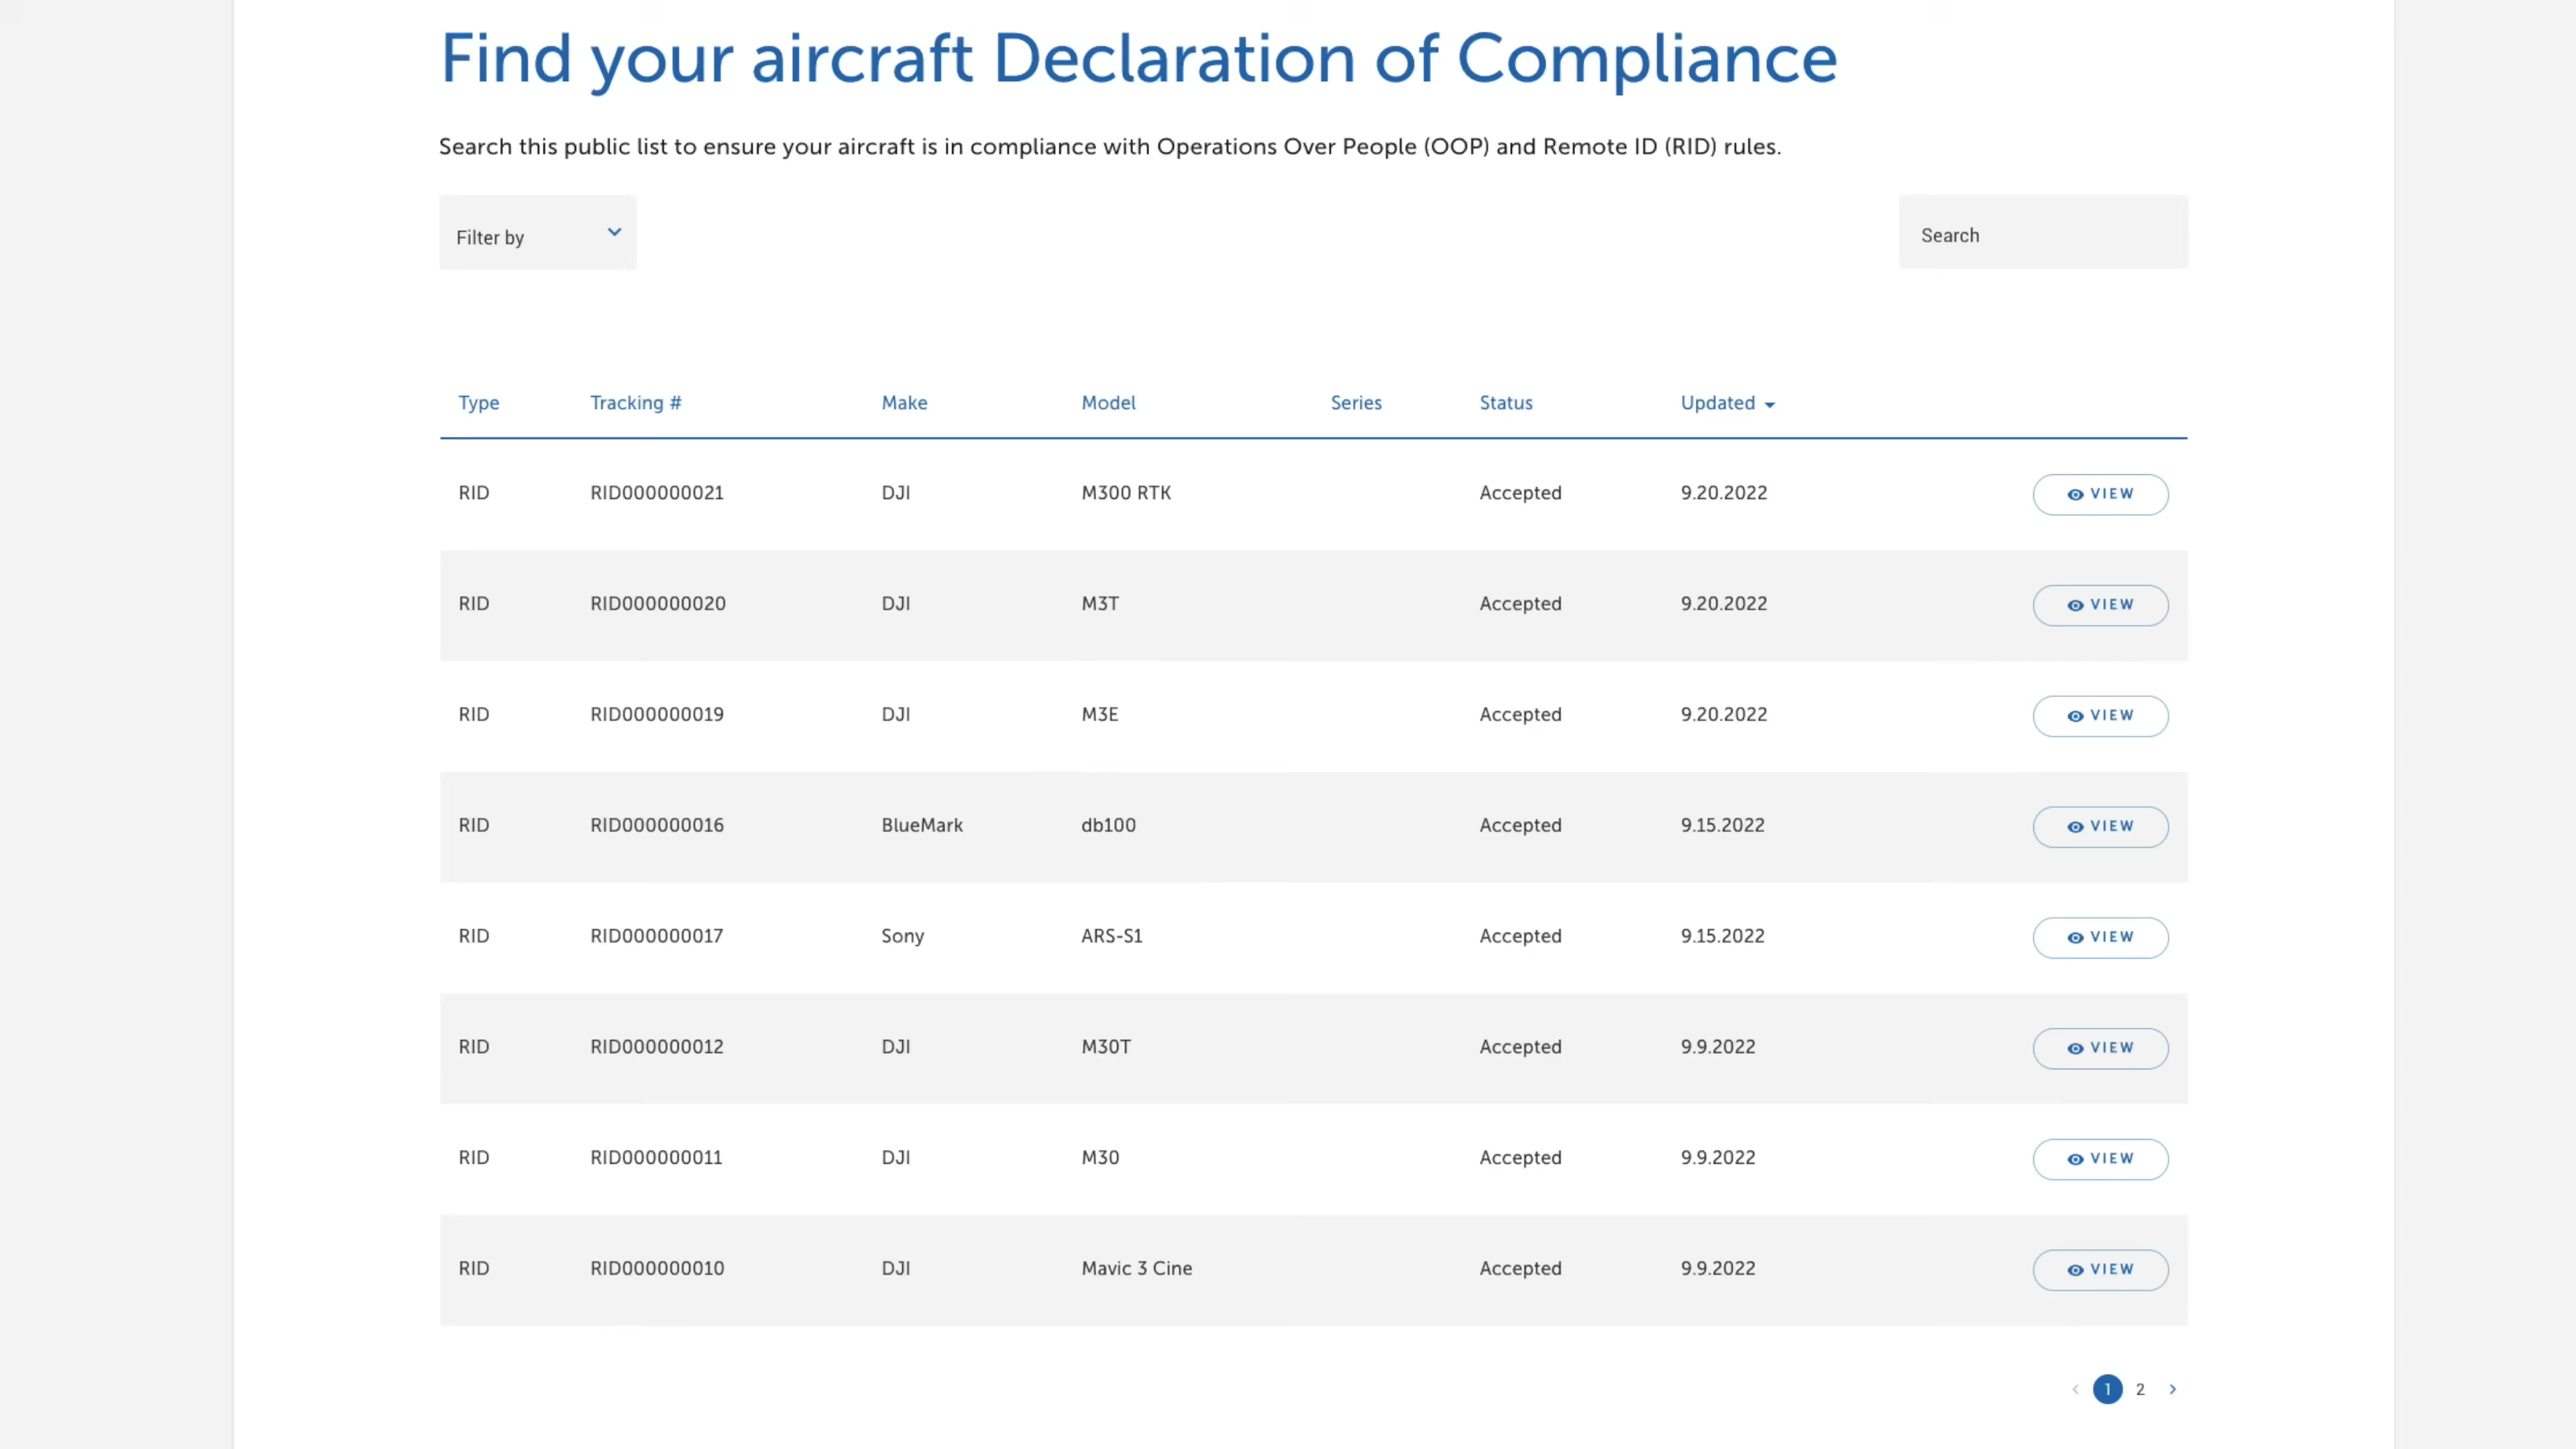 Find your aircraft Declaration of Compliance
Search this public list to ensure your aircraft is in compliance with Operations Over People (OOP) and Remote ID (RID) rules.
Filter by
Search
Type Tracking # Make Model Series Status Updated
RID RID000000021 DJI M300 RTK Accepted 9.20.2022 VIEW
RID RID000000020 DJI M3T Accepted 9.20.2022 VIEW
RID RID000000019 DJI M3E Accepted 9.20.2022 VIEW
RID RID000000016 BlueMark db100 Accepted 9.15.2022 VIEW
RID RID000000017 Sony ARS-S1 Accepted 9.15.2022 VIEW
RID RID000000012 DJI M30T Accepted 9.9.2022 VIEW
RID RID000000011 DJI M30 Accepted 9.9.2022 VIEW
RID RID000000010 DJI Mavic 3 Cine Accepted 9.9.2022 VIEW
1 2